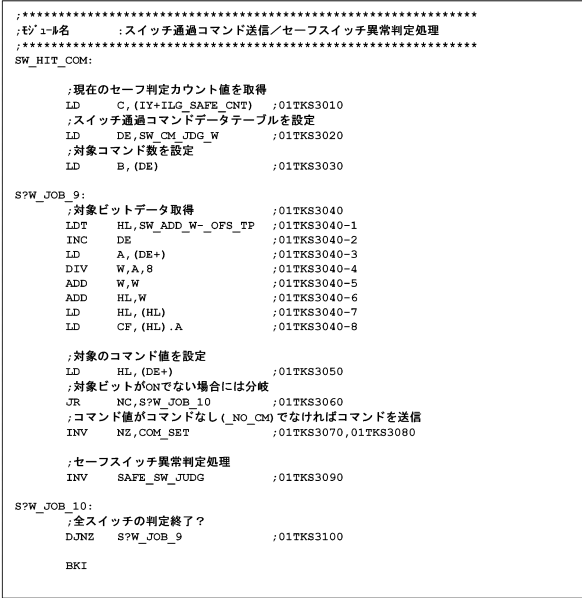 ;***************************************************************
;ﾓｼﾞｭｰﾙ名 :スイッチ通過コマンド送信／セーフスイッチ異常判定処理
;***************************************************************
SW_HIT_COM:
;現在のセーフ判定カウント値を取得
LD C,(IY+ILG_SAFE_CNT) ;01TKS3010
;スイッチ通過コマンドデータテーブルを設定
LD DE,SW_CM_JDG_W ;01TKS3020
;対象コマンド数を設定
LD B,(DE) ;01TKS3030
S?W_JOB_9:
;対象ビットデータ取得 ;01TKS3040
LDT HL,SW_ADD_W-_OFS_TP ;01TKS3040-1
INC DE ;01TKS3040-2
LD A,(DE+) ;01TKS3040-3
DIV W,A,8 ;01TKS3040-4
ADD W,W ;01TKS3040-5
ADD HL,W ;01TKS3040-6
LD HL,(HL) ;01TKS3040-7
LD CF,(HL).A ;01TKS3040-8
;対象のコマンド値を設定
LD HL,(DE+) ;01TKS3050
;対象ビットがONでない場合には分岐
JR NC,S?W_JOB_10 ;01TKS3060
;コマンド値がコマンドなし(_NO_CM)でなければコマンドを送信
INV NZ,COM_SET ;01TKS3070,01TKS3080
;セーフスイッチ異常判定処理
INV SAFE_SW_JUDG ;01TKS3090
S?W_JOB_10:
;全スイッチの判定終了？
DJNZ S?W_JOB_9 ;01TKS3100
BKI